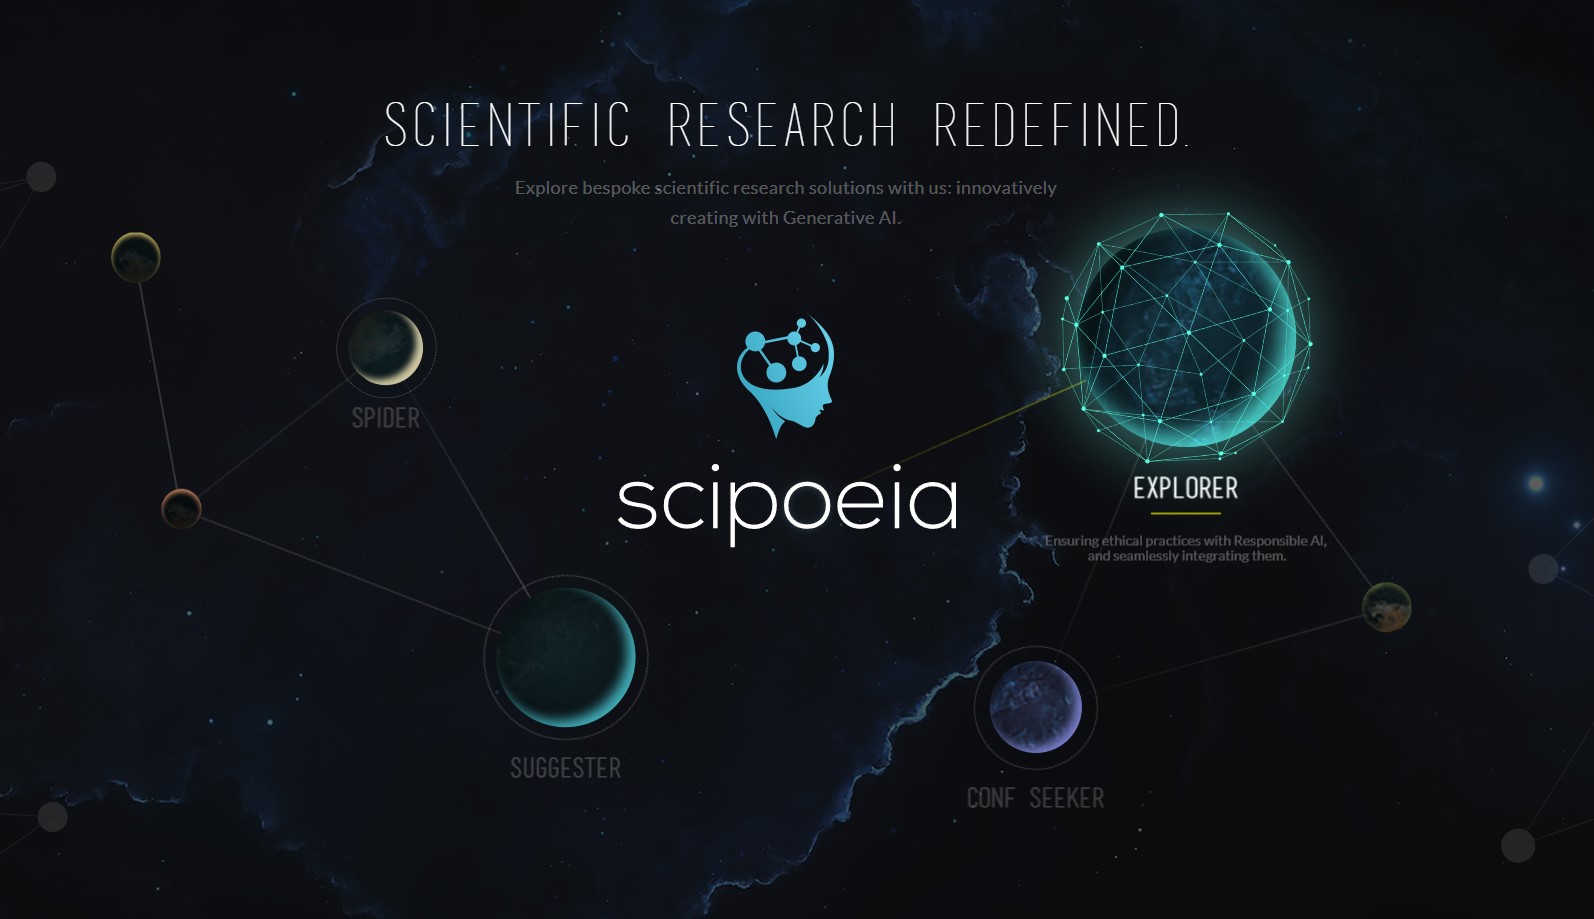 SCIENTIFIC RESEARCH REDEFINED.
Explore bespoke scientific research solutions with us: innovatively
creating with Generative AI.
SPIDER
scipoeia
EXPLORER
Ensuring ethical practices with Responsible AI,
and seamlessly integrating them.
SUGGESTER
CONF SEEKER